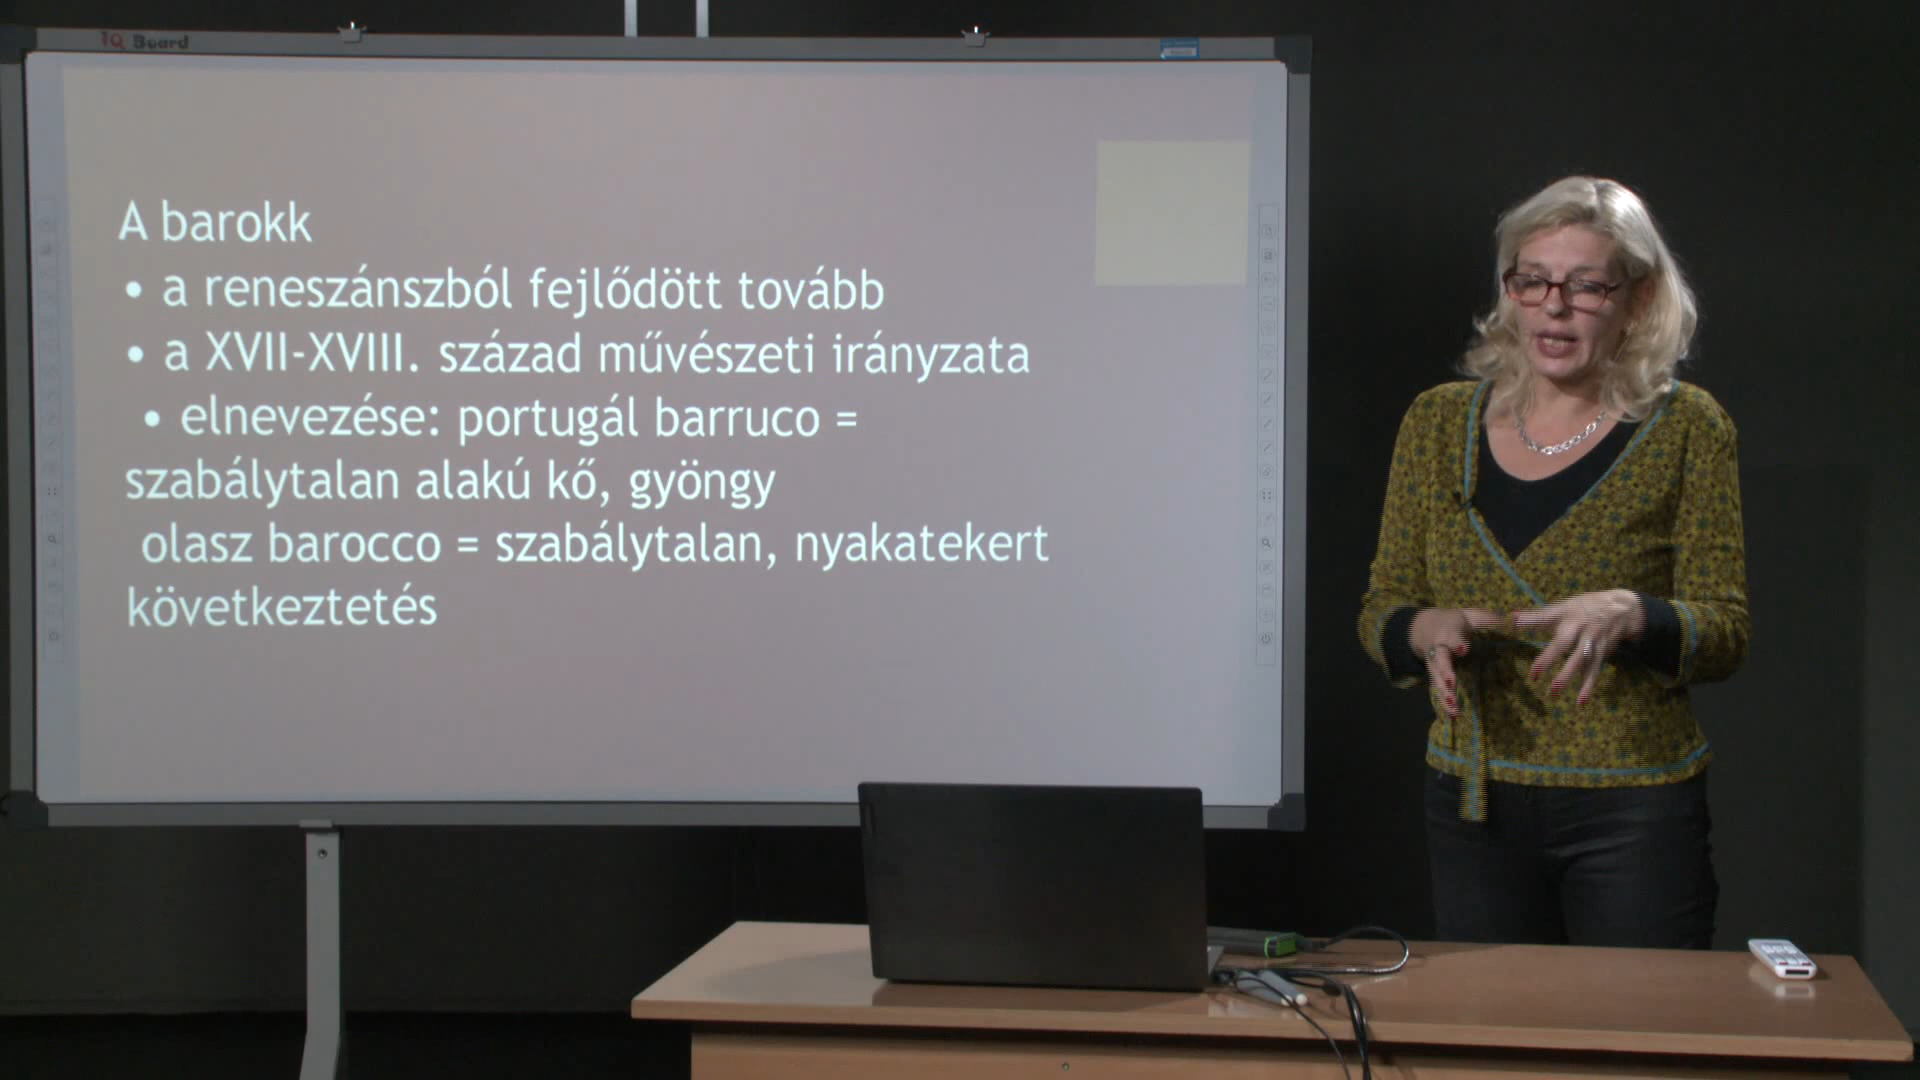 IQ Board
A barokk
• a reneszánszból fejlődött tovább
• a XVII-XVIII. század művészeti irányzata
• elnevezése: portugál barruco =
szabálytalan alakú kő, gyöngy
olasz barocco = szabálytalan, nyakatekert
következtetés